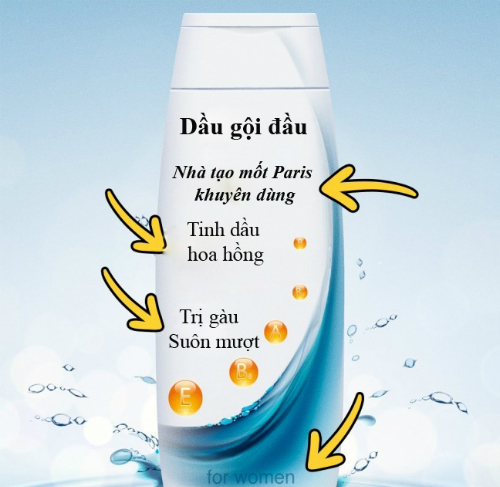 Dầu gội đầu
Nhà tạo mốt Paris
khuyên dùng
Tinh dầu
hoa hồng
Trị gàu
Suôn mượt
A
B
E
for women